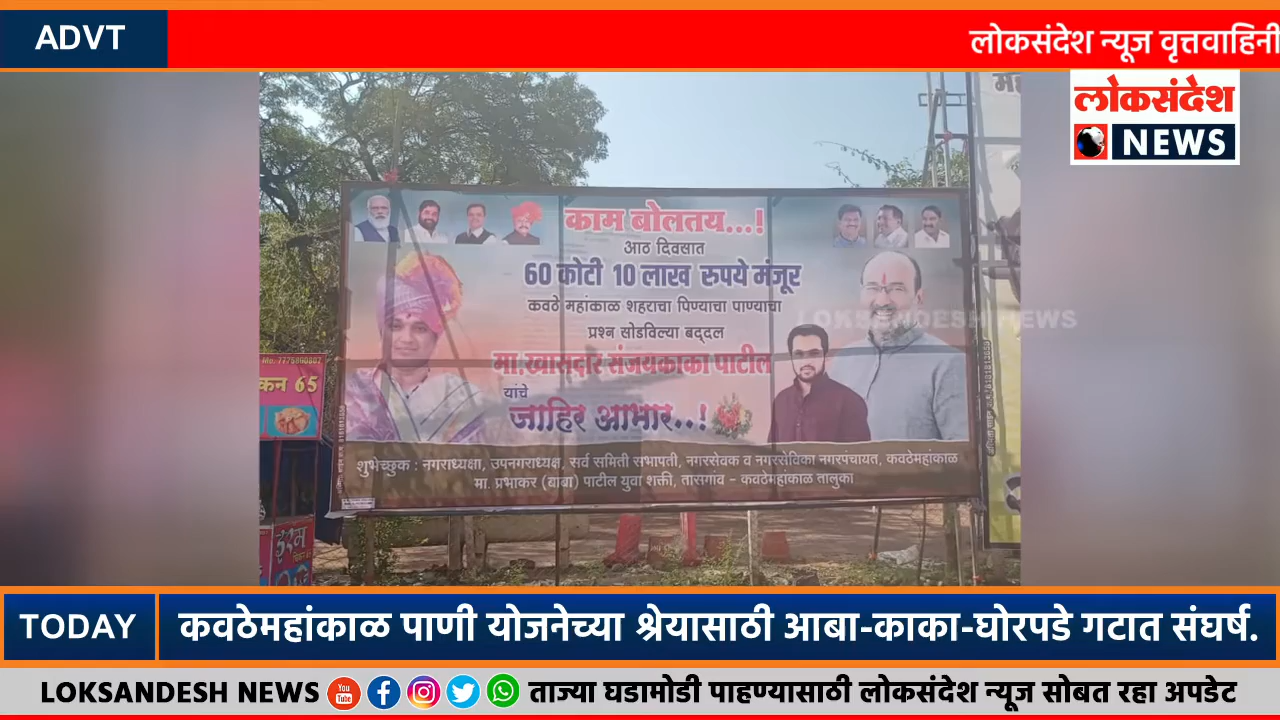 ADVT
लोकसंदेश न्यूज वृत्तवाहिनी
लोकसंदेश
NEWS
काम बोलतय...!
आठ दिवसात
60 कोटी 10 लाख रुपये मंजूर
कवठे महांकाळ शहराचा पिण्याचा पाण्याचा
प्रश्न सोडविल्या बद्दल
मा.खासदार संजयकाका पाटील
यांचे
जाहिर आभार..!
शुभेच्छुक : नगराध्यक्षा, उपनगराध्यक्ष, सर्व समिती सभापती, नगरसेवक व नगरसेविका नगरपंचायत, कवठेमहांकाळ
मा. प्रभाकर (बाबा) पाटील युवा शक्ती, तासगांव - कवठेमहांकाळ तालुका
LOKSANDESH NEWS
कन 65
TODAY
कवठेमहांकाळ पाणी योजनेच्या श्रेयासाठी आबा-काका-घोरपडे गटात संघर्ष.
LOKSANDESH NEWS You Tube ताज्या घडामोडी पाहण्यासाठी लोकसंदेश न्यूज सोबत रहा अपडेट